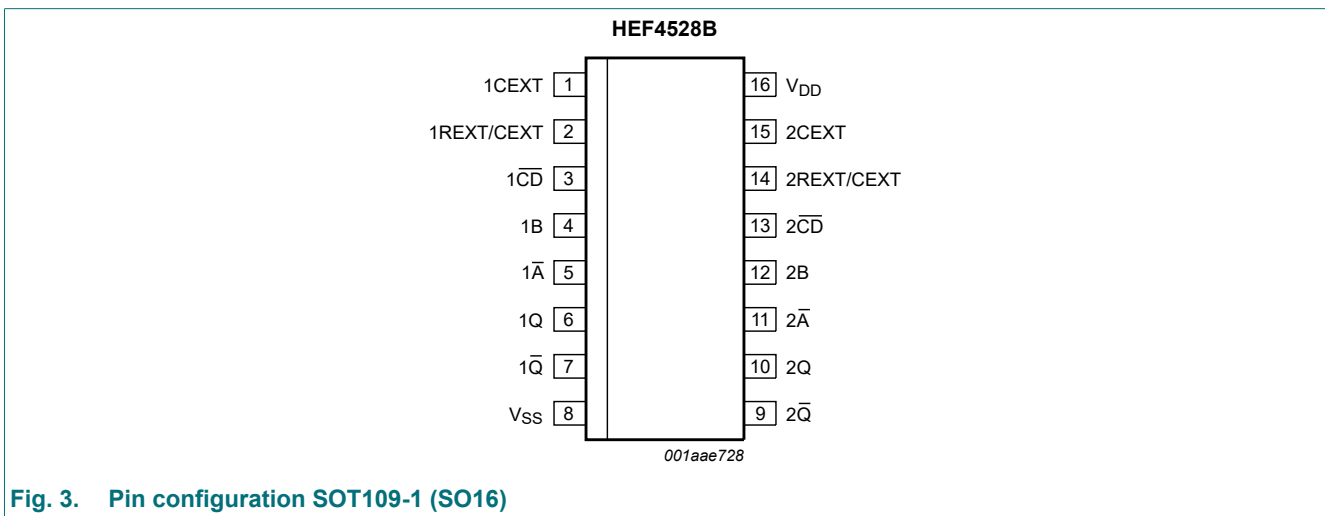 HEF4528B
1CEXT 1 16 VDD
1REXT/CEXT 2 15 2CEXT
1C̅D̅ 3 14 2REXT/CEXT
1B 4 13 2C̅D̅
1A̅ 5 12 2B
1Q 6 11 2A̅
1Q̅ 7 10 2Q
VSS 8 9 2Q̅
001aae728
Fig. 3. Pin configuration SOT109-1 (SO16)